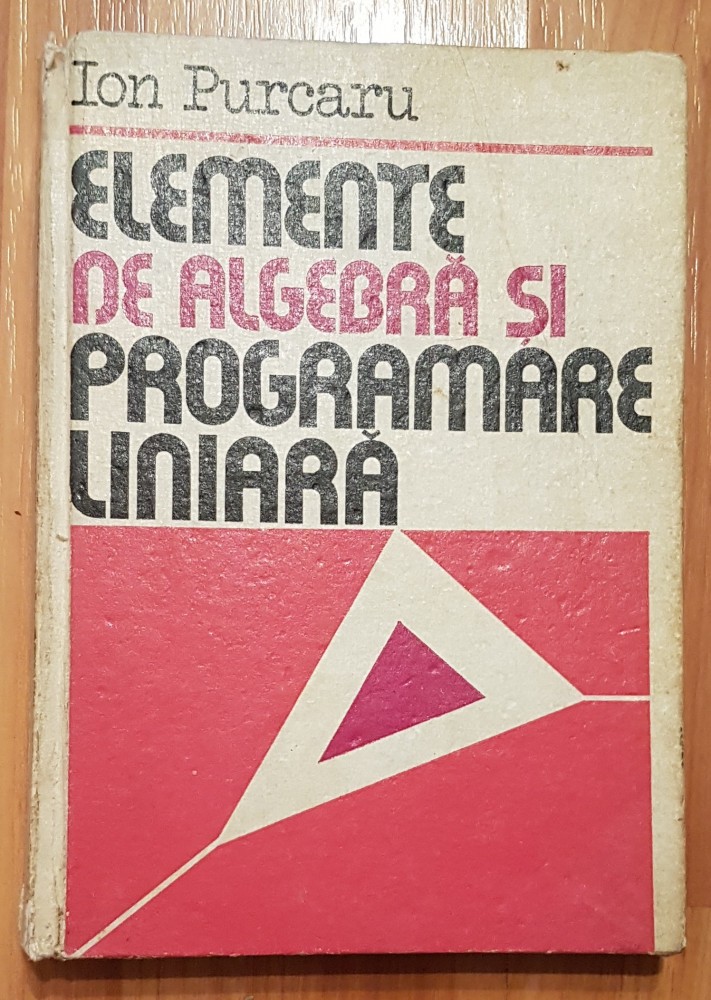 Ion Purcaru
ELEMENTE
DE ALGEBRĂ ȘI
PROGRAMARE
LINIARĂ